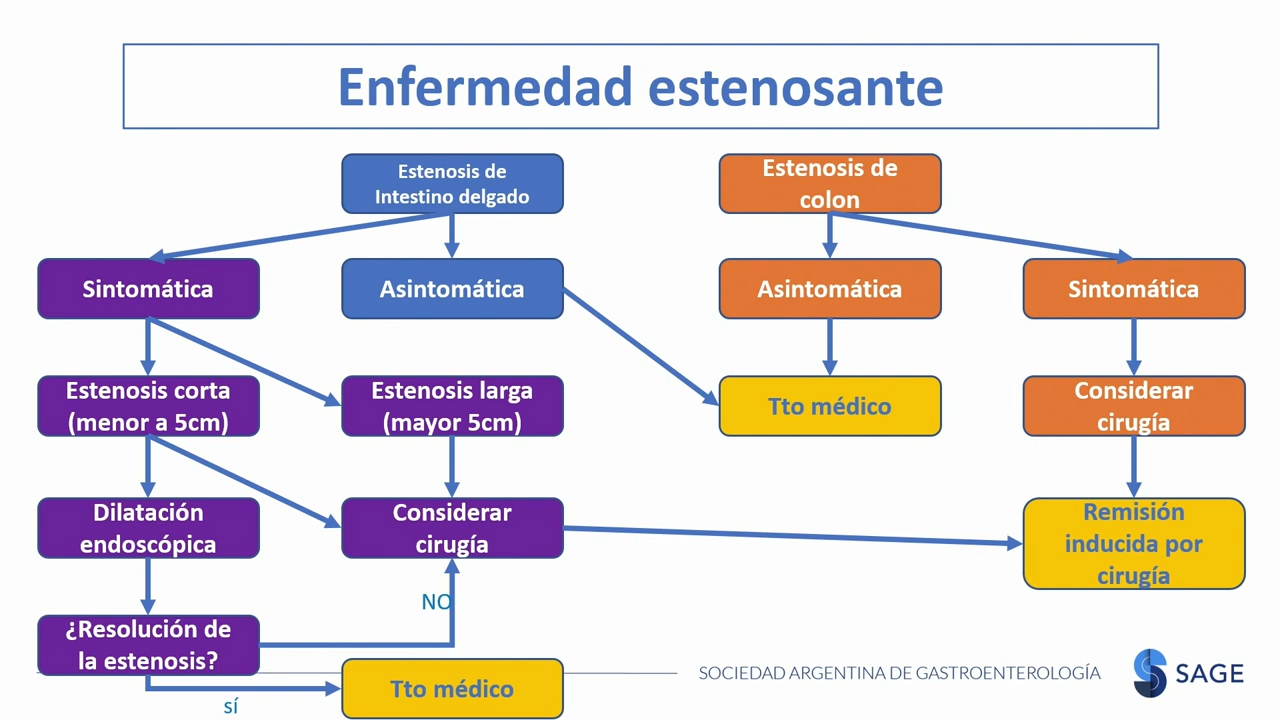 Enfermedad estenosante
Estenosis de
Intestino delgado
Estenosis de
colon
Sintomática
Asintomática
Asintomática
Sintomática
Estenosis corta
(menor a 5cm)
Estenosis larga
(mayor 5cm)
Tto médico
Considerar
cirugía
Dilatación
endoscópica
Considerar
cirugía
Remisión
inducida por
cirugía
NO
¿Resolución de
la estenosis?
Tto médico
sí
SOCIEDAD ARGENTINA DE GASTROENTEROLOGÍA
SAGE